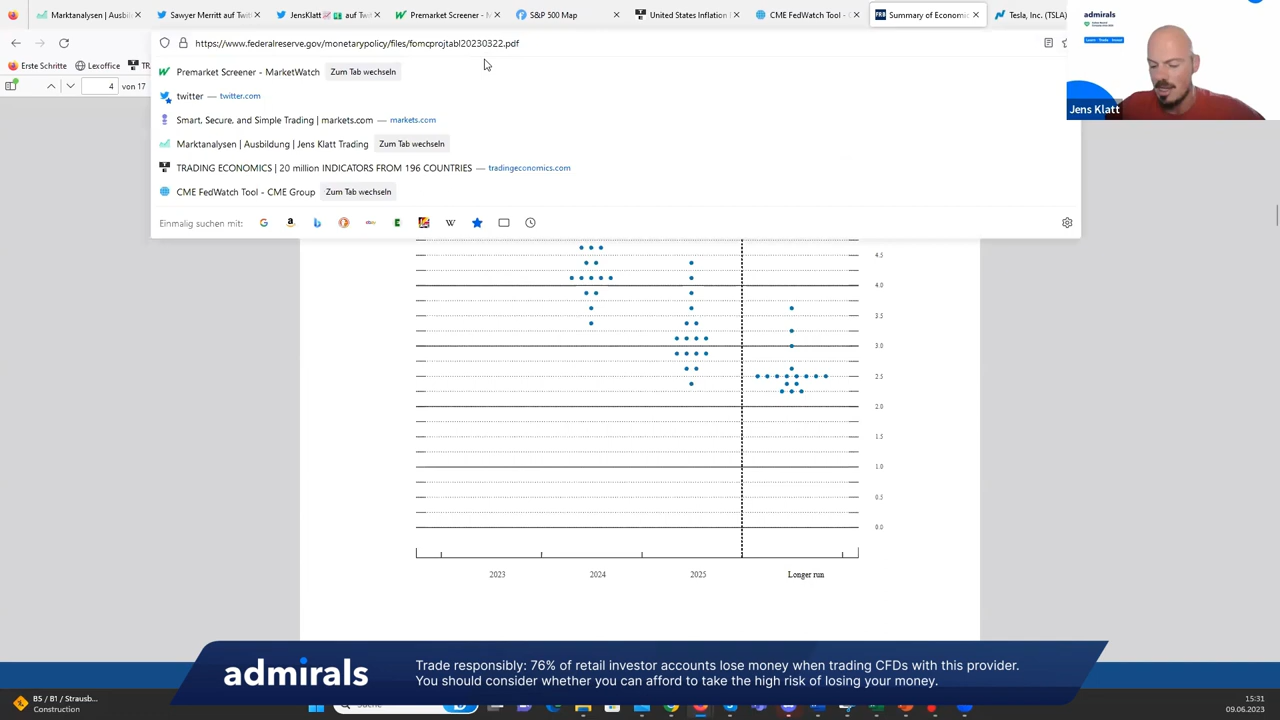 Marktanalysen | Ausbil
Sawyer Merritt auf Twitt
JensKlatt auf Twit
Premarket Screener - M
S&P 500 Map
United States Inflation
CME FedWatch Tool - C
Summary of Economi
Tesla, Inc. (TSLA)
admirals
https://www.federalreserve.gov/monetarypolicy/files/fomcprojtabl20230322.pdf
Erste Schritte
Lexoffice
TR
4 von 17
Premarket Screener - MarketWatch Zum Tab wechseln
twitter — twitter.com
Smart, Secure, and Simple Trading | markets.com — markets.com
Marktanalysen | Ausbildung | Jens Klatt Trading Zum Tab wechseln
TRADING ECONOMICS | 20 million INDICATORS FROM 196 COUNTRIES — tradingeconomics.com
CME FedWatch Tool - CME Group Zum Tab wechseln
Einmalig suchen mit:
Jens Klatt
4.5
4.0
3.5
3.0
2.5
2.0
1.5
1.0
0.5
0.0
2023 2024 2025 Longer run
admirals
Trade responsibly: 76% of retail investor accounts lose money when trading CFDs with this provider.
You should consider whether you can afford to take the high risk of losing your money.
B5 / B1 / Strausb...
Construction
Suche
15:31
09.06.2023